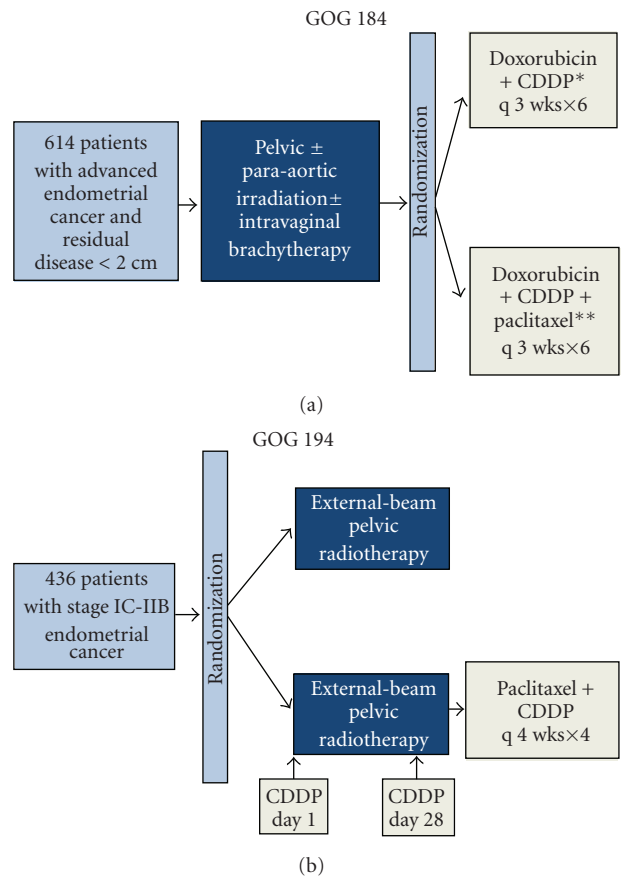 GOG 184
614 patients
with advanced
endometrial
cancer and
residual
disease < 2 cm
Pelvic ±
para-aortic
irradiation±
intravaginal
brachytherapy
Randomization
Doxorubicin
+ CDDP*
q 3 wks×6
Doxorubicin
+ CDDP +
paclitaxel**
q 3 wks×6
(a)
GOG 194
436 patients
with stage IC-IIB
endometrial
cancer
Randomization
External-beam
pelvic
radiotherapy
External-beam
pelvic
radiotherapy
Paclitaxel +
CDDP
q 4 wks×4
CDDP
day 1
CDDP
day 28
(b)